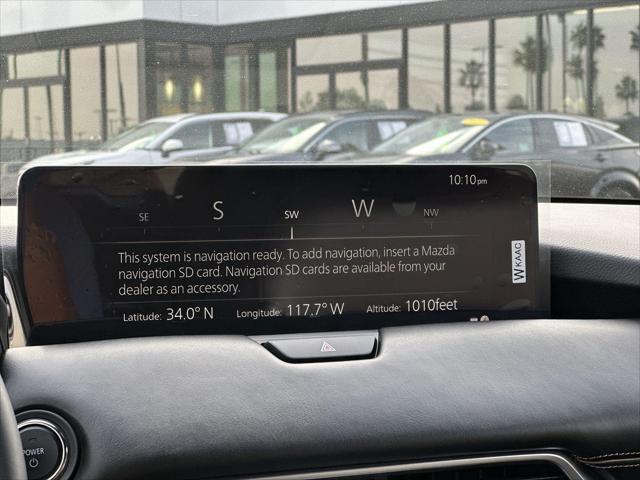 10:10pm
SE S SW W NW
This system is navigation ready. To add navigation, insert a Mazda
navigation SD card. Navigation SD cards are available from your
dealer as an accessory.
Latitude: 34.0° N Longitude: 117.7° W Altitude: 1010feet
WKAAC
POWER